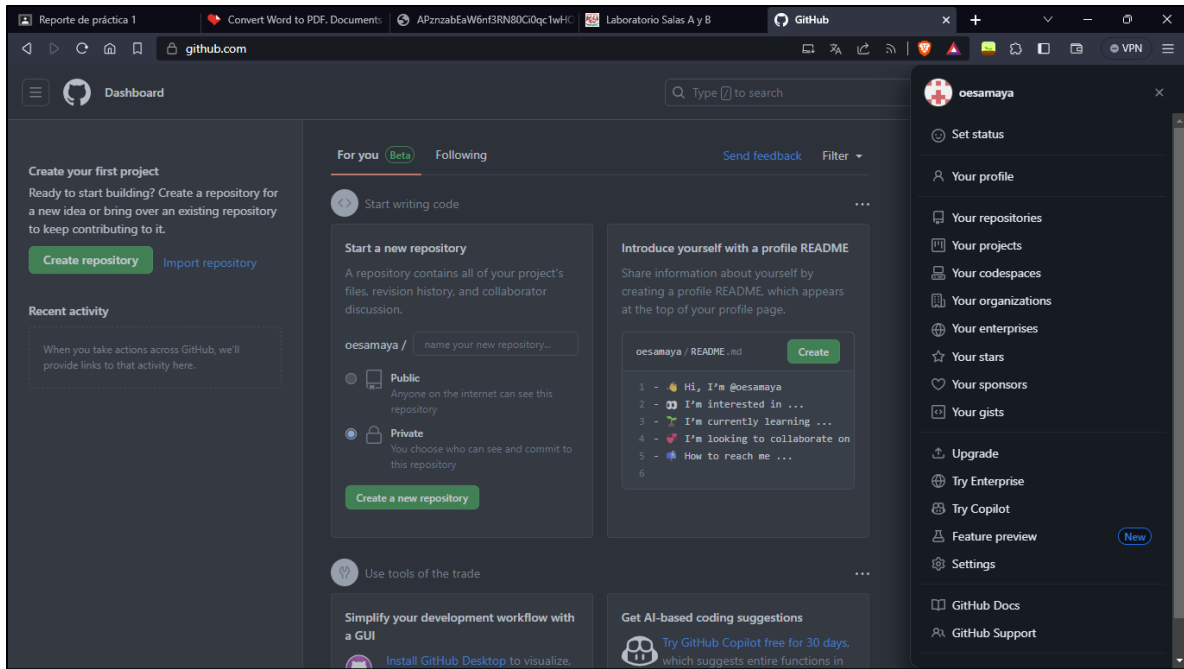 Reporte de práctica 1
Convert Word to PDF. Documents
APznzabEaW6nf3RN80Ci0qc1wHC
Laboratorio Salas A y B
GitHub
github.com
VPN
Dashboard
Type / to search
Create your first project
Ready to start building? Create a repository for
a new idea or bring over an existing repository
to keep contributing to it.
Create repository
Import repository
Recent activity
When you take actions across GitHub, we'll
provide links to that activity here.
For you Beta Following
Send feedback Filter
Start writing code
Start a new repository
A repository contains all of your project's
files, revision history, and collaborator
discussion.
oesamaya / name your new repository...
Public
Anyone on the internet can see this
repository
Private
You choose who can see and commit to
this repository
Create a new repository
Introduce yourself with a profile README
Share information about yourself by
creating a profile README, which appears
at the top of your profile page.
oesamaya / README.md
Create
1 - 👋 Hi, I'm @oesamaya
2 - 👀 I'm interested in ...
3 - 🌱 I'm currently learning ...
4 - 💞️ I'm looking to collaborate on
5 - 📫 How to reach me ...
6
Use tools of the trade
Simplify your development workflow with
a GUI
Install GitHub Desktop to visualize,
Get AI-based coding suggestions
Try GitHub Copilot free for 30 days,
which suggests entire functions in
oesamaya
Set status
Your profile
Your repositories
Your projects
Your codespaces
Your organizations
Your enterprises
Your stars
Your sponsors
Your gists
Upgrade
Try Enterprise
Try Copilot
Feature preview New
Settings
GitHub Docs
GitHub Support